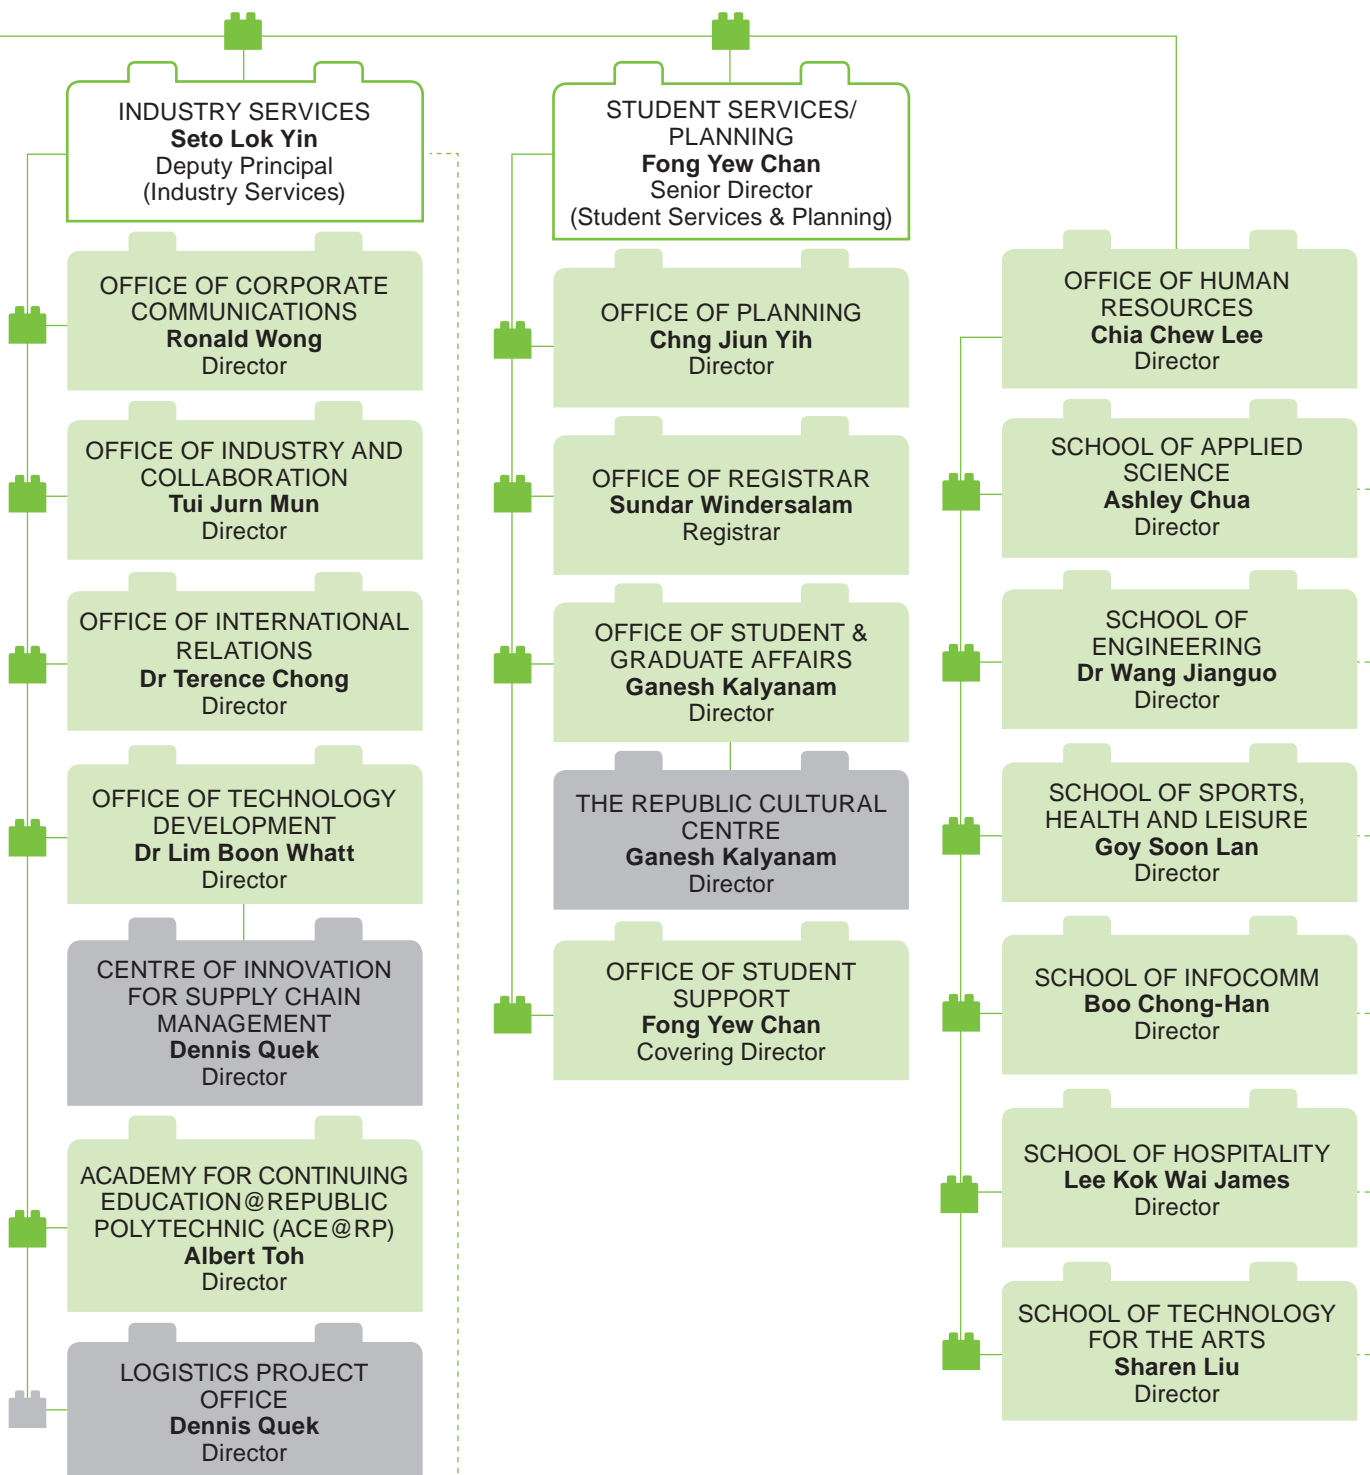 INDUSTRY SERVICES
Seto Lok Yin
Deputy Principal
(Industry Services)
OFFICE OF CORPORATE
COMMUNICATIONS
Ronald Wong
Director
OFFICE OF INDUSTRY AND
COLLABORATION
Tui Jurn Mun
Director
OFFICE OF INTERNATIONAL
RELATIONS
Dr Terence Chong
Director
OFFICE OF TECHNOLOGY
DEVELOPMENT
Dr Lim Boon Whatt
Director
CENTRE OF INNOVATION
FOR SUPPLY CHAIN
MANAGEMENT
Dennis Quek
Director
ACADEMY FOR CONTINUING
EDUCATION@REPUBLIC
POLYTECHNIC (ACE@RP)
Albert Toh
Director
LOGISTICS PROJECT
OFFICE
Dennis Quek
Director
STUDENT SERVICES/
PLANNING
Fong Yew Chan
Senior Director
(Student Services & Planning)
OFFICE OF PLANNING
Chng Jiun Yih
Director
OFFICE OF REGISTRAR
Sundar Windersalam
Registrar
OFFICE OF STUDENT &
GRADUATE AFFAIRS
Ganesh Kalyanam
Director
THE REPUBLIC CULTURAL
CENTRE
Ganesh Kalyanam
Director
OFFICE OF STUDENT
SUPPORT
Fong Yew Chan
Covering Director
OFFICE OF HUMAN
RESOURCES
Chia Chew Lee
Director
SCHOOL OF APPLIED
SCIENCE
Ashley Chua
Director
SCHOOL OF
ENGINEERING
Dr Wang Jianguo
Director
SCHOOL OF SPORTS,
HEALTH AND LEISURE
Goy Soon Lan
Director
SCHOOL OF INFOCOMM
Boo Chong-Han
Director
SCHOOL OF HOSPITALITY
Lee Kok Wai James
Director
SCHOOL OF TECHNOLOGY
FOR THE ARTS
Sharen Liu
Director